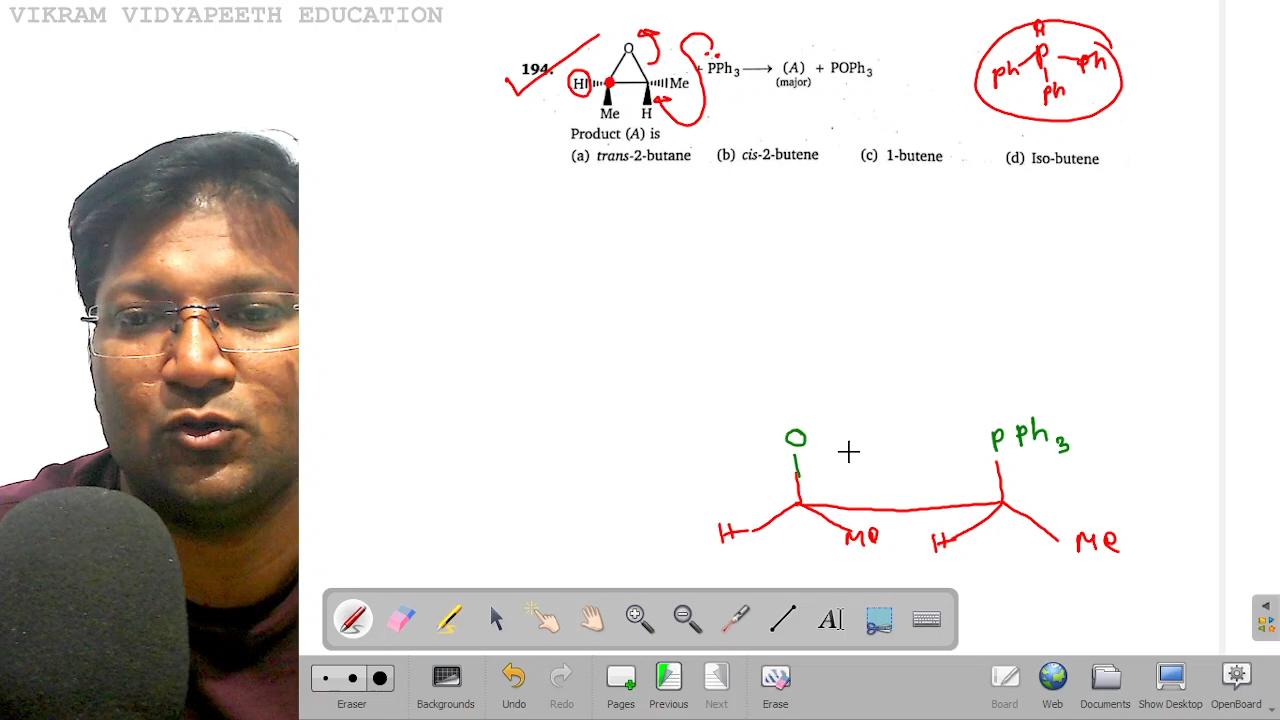 VIKRAM VIDYAPEETH EDUCATION
194.
O
H Me + PPh3 ⟶ (A) + POPh3
(major)
Me H
Product (A) is
(a) trans-2-butane (b) cis-2-butene (c) 1-butene (d) Iso-butene
P
ph ph
ph
O P ph 3
H Me H Me
Eraser Backgrounds Undo Redo Pages Previous Next Erase Board Web Documents Show Desktop OpenBoard